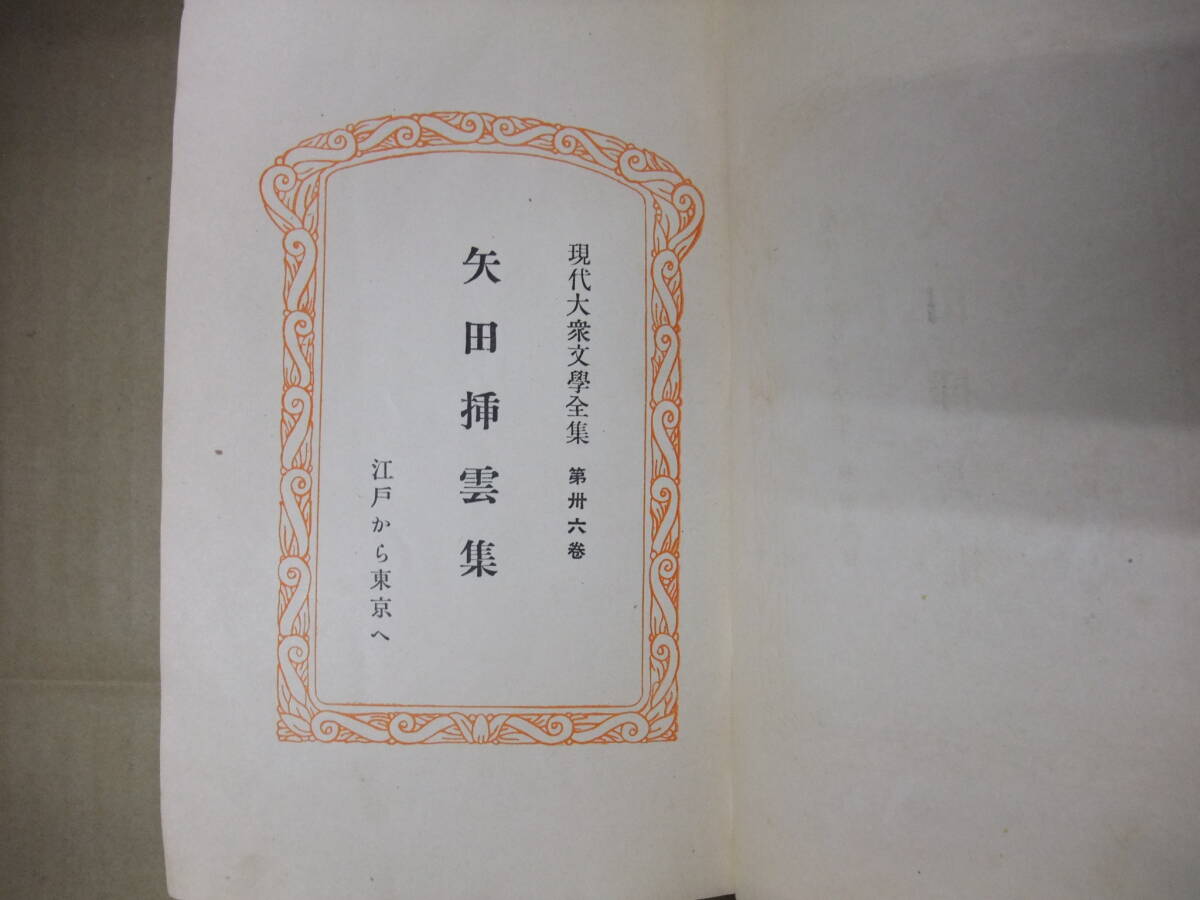 現代大衆文學全集 第卅六卷
矢田挿雲集
江戸から東京へ